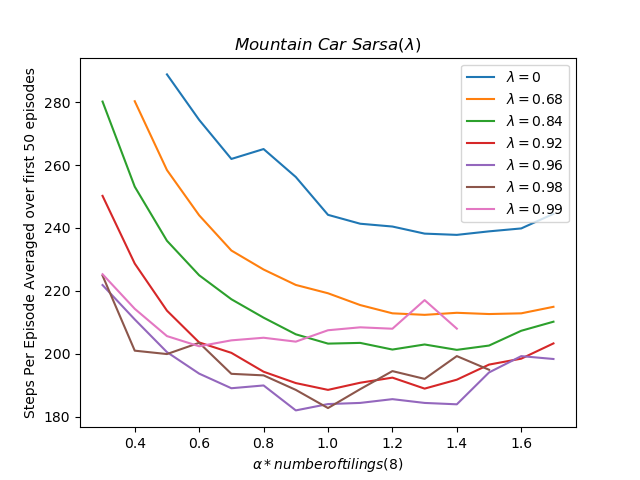 Mountain Car Sarsa(λ)
λ = 0
λ = 0.68
λ = 0.84
λ = 0.92
λ = 0.96
λ = 0.98
λ = 0.99
Steps Per Episode Averaged over first 50 episodes
280
260
240
220
200
180
0.4 0.6 0.8 1.0 1.2 1.4 1.6
α * numberoftilings(8)